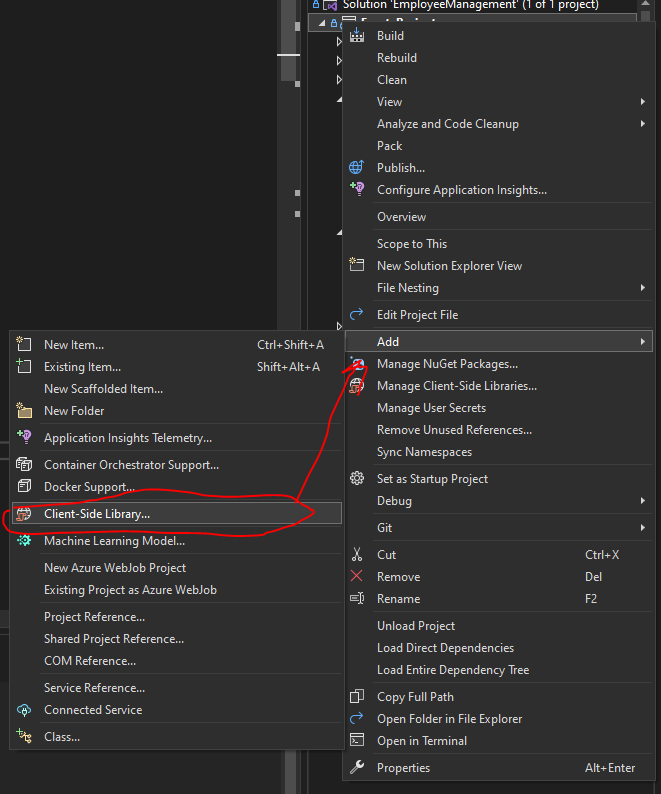 Solution 'EmployeeManagement' (1 of 1 project)
Build
Rebuild
Clean
View
Analyze and Code Cleanup
Pack
Publish...
Configure Application Insights...
Overview
Scope to This
New Solution Explorer View
File Nesting
Edit Project File
Add
Manage NuGet Packages...
Manage Client-Side Libraries...
Manage User Secrets
Remove Unused References...
Sync Namespaces
Set as Startup Project
Debug
Git
Cut Ctrl+X
Remove Del
Rename F2
Unload Project
Load Direct Dependencies
Load Entire Dependency Tree
Copy Full Path
Open Folder in File Explorer
Open in Terminal
Properties Alt+Enter
New Item... Ctrl+Shift+A
Existing Item... Shift+Alt+A
New Scaffolded Item...
New Folder
Application Insights Telemetry...
Container Orchestrator Support...
Docker Support...
Client-Side Library...
Machine Learning Model...
New Azure WebJob Project
Existing Project as Azure WebJob
Project Reference...
Shared Project Reference...
COM Reference...
Service Reference...
Connected Service
Class...